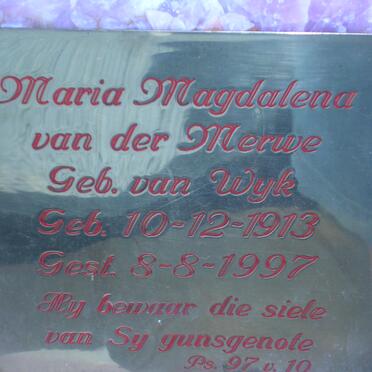 Maria Magdalena
van der Merwe
Geb. van Wyk
Geb. 10-12-1913
Gest. 8-8-1997
Hy bewaar die siele
van Sy gunsgenote
Ps. 97 v. 10